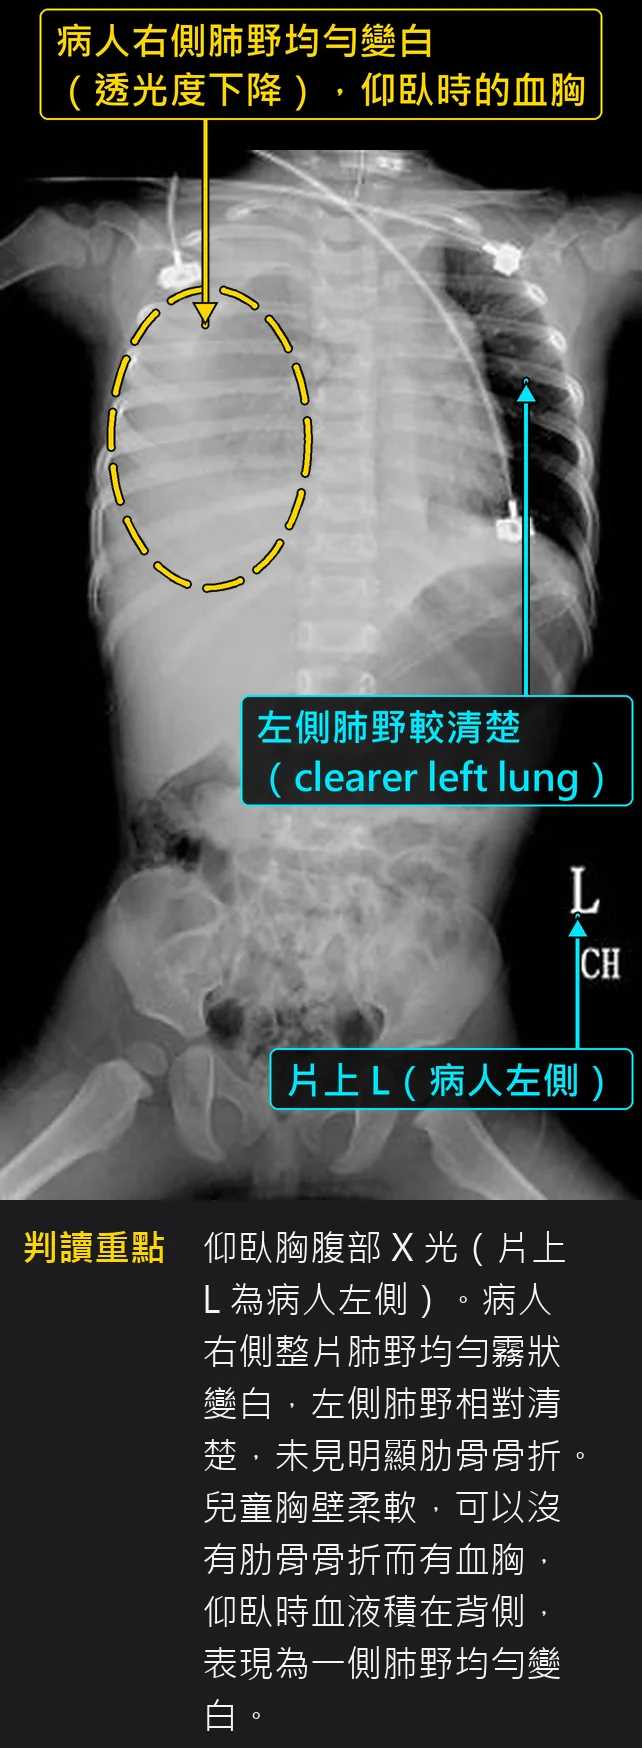 病人右側肺野均勻變白
（透光度下降），仰臥時的血胸
左側肺野較清楚
（clearer left lung）
L
CH
片上 L（病人左側）
判讀重點
仰臥胸腹部 X 光（片上
L 為病人左側）。病人
右側整片肺野均勻霧狀
變白，左側肺野相對清
楚，未見明顯肋骨骨折。
兒童胸壁柔軟，可以沒
有肋骨骨折而有血胸，
仰臥時血液積在背側，
表現為一側肺野均勻變
白。